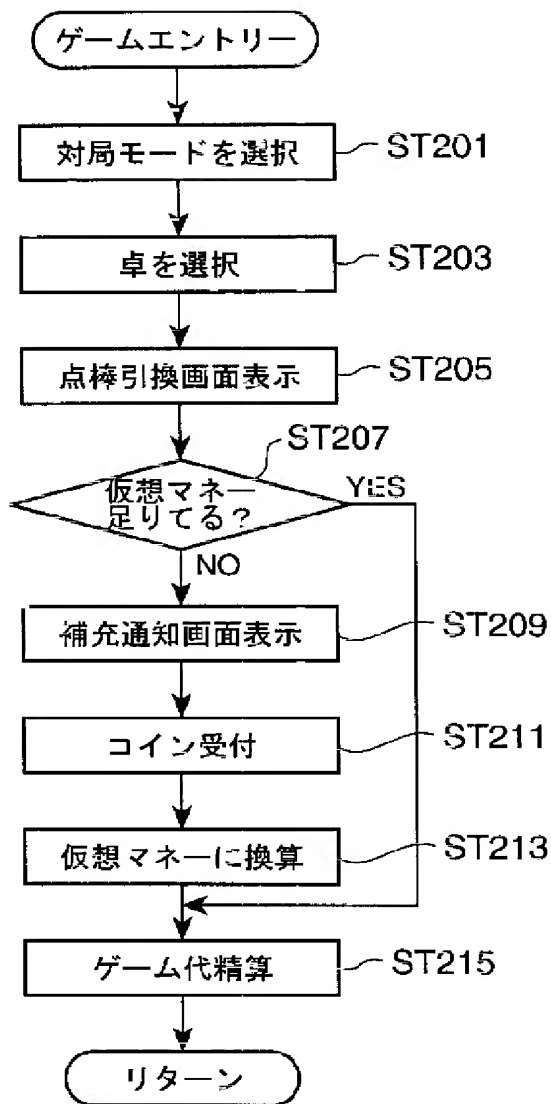 ゲームエントリー
対局モードを選択
ST201
卓を選択
ST203
点棒引換画面表示
ST205
ST207
仮想マネー
足りてる？
YES
NO
補充通知画面表示
ST209
コイン受付
ST211
仮想マネーに換算
ST213
ゲーム代精算
ST215
リターン